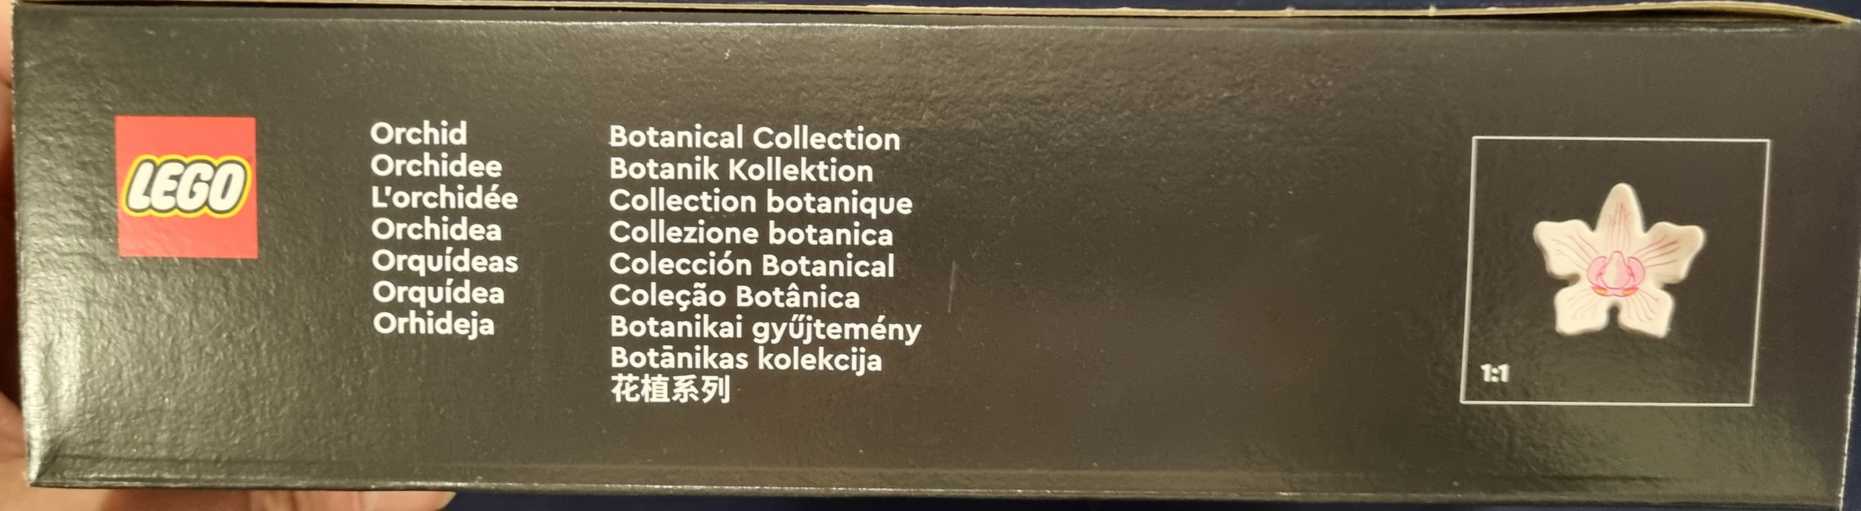 LEGO
Orchid
Orchidee
L'orchidée
Orchidea
Orquídeas
Orquídea
Orhideja
Botanical Collection
Botanik Kollektion
Collection botanique
Collezione botanica
Colección Botanical
Coleção Botânica
Botanikai gyűjtemény
Botānikas kolekcija
花植系列
1:1